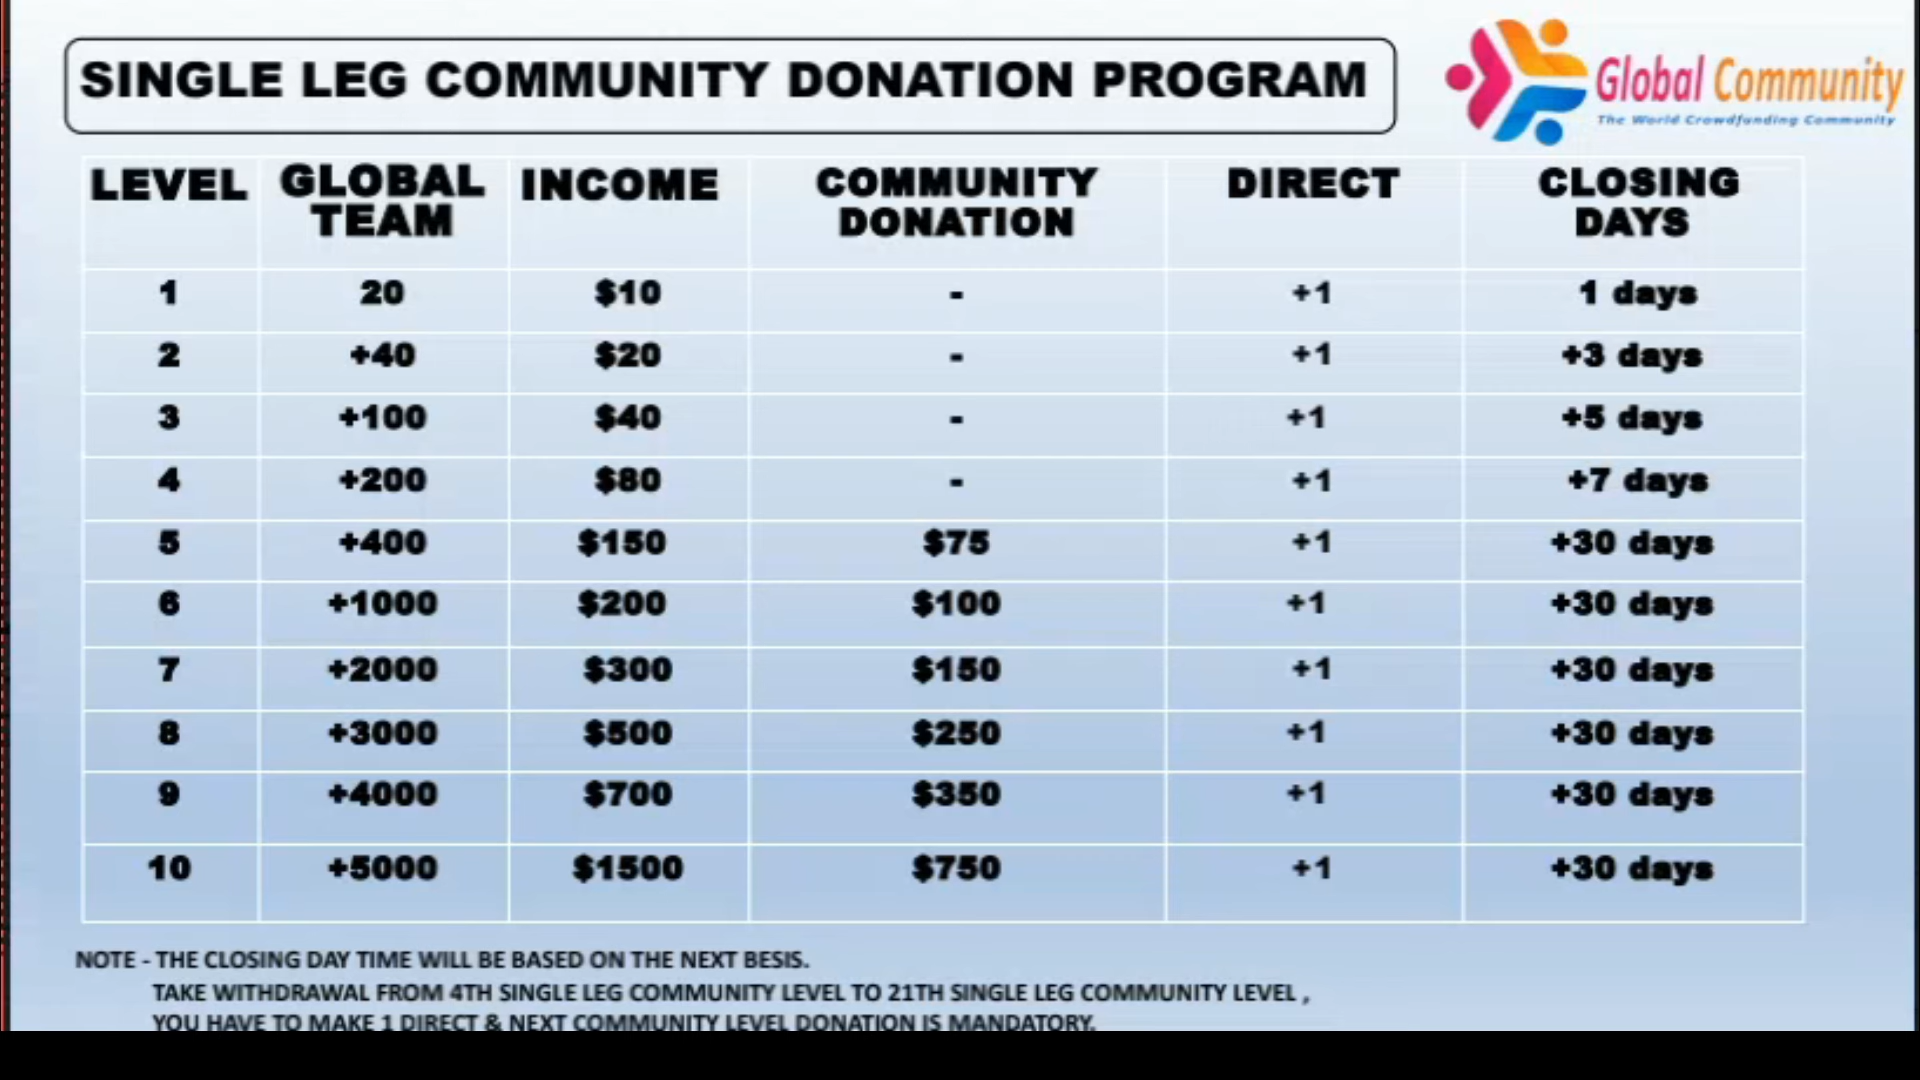 SINGLE LEG COMMUNITY DONATION PROGRAM
Global Community
The World Crowdfunding Community
LEVEL GLOBAL TEAM INCOME COMMUNITY DONATION DIRECT CLOSING DAYS
1 20 $10 - +1 1 days
2 +40 $20 - +1 +3 days
3 +100 $40 - +1 +5 days
4 +200 $80 - +1 +7 days
5 +400 $150 $75 +1 +30 days
6 +1000 $200 $100 +1 +30 days
7 +2000 $300 $150 +1 +30 days
8 +3000 $500 $250 +1 +30 days
9 +4000 $700 $350 +1 +30 days
10 +5000 $1500 $750 +1 +30 days
NOTE - THE CLOSING DAY TIME WILL BE BASED ON THE NEXT BESIS.
TAKE WITHDRAWAL FROM 4TH SINGLE LEG COMMUNITY LEVEL TO 21TH SINGLE LEG COMMUNITY LEVEL ,
YOU HAVE TO MAKE 1 DIRECT & NEXT COMMUNITY LEVEL DONATION IS MANDATORY.